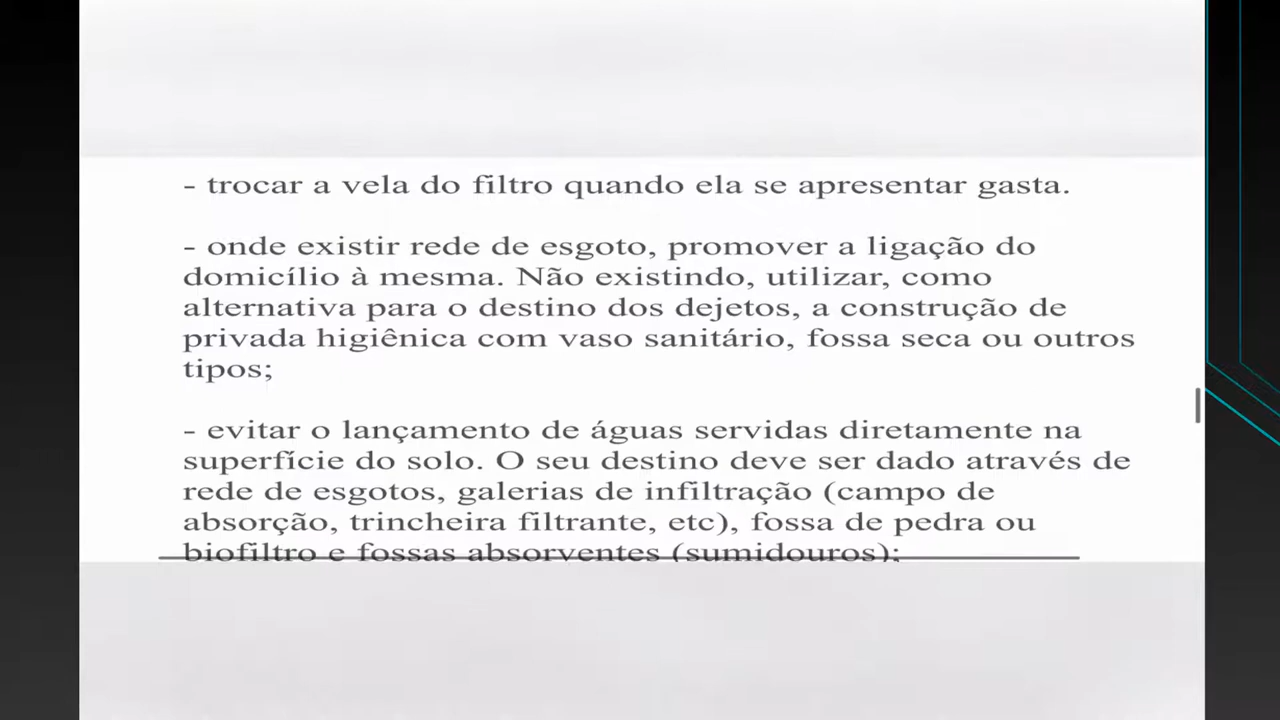 - trocar a vela do filtro quando ela se apresentar gasta.
- onde existir rede de esgoto, promover a ligação do
domicílio à mesma. Não existindo, utilizar, como
alternativa para o destino dos dejetos, a construção de
privada higiênica com vaso sanitário, fossa seca ou outros
tipos;
- evitar o lançamento de águas servidas diretamente na
superfície do solo. O seu destino deve ser dado através de
rede de esgotos, galerias de infiltração (campo de
absorção, trincheira filtrante, etc), fossa de pedra ou
biofiltro e fossas absorventes (sumidouros);